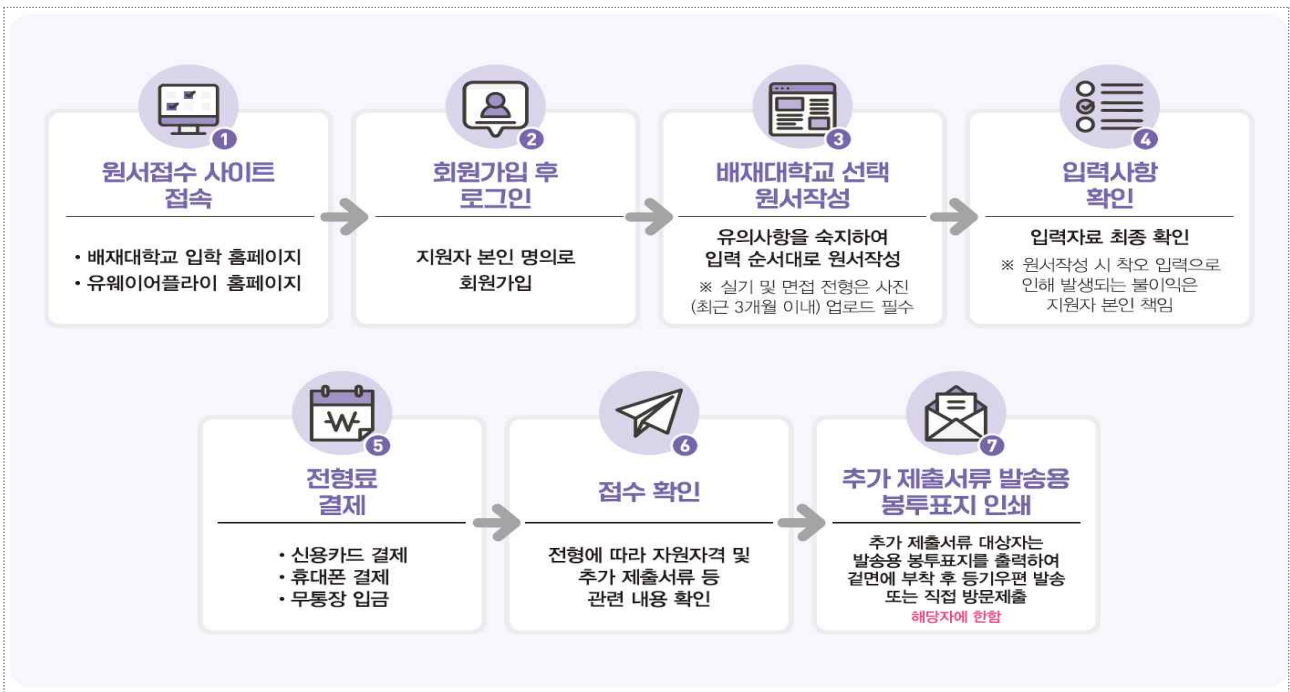 1
원서접수 사이트
접속
• 배재대학교 입학 홈페이지
• 유웨이어플라이 홈페이지
2
회원가입 후
로그인
지원자 본인 명의로
회원가입
3
배재대학교 선택
원서작성
유의사항을 숙지하여
입력 순서대로 원서작성
※ 실기 및 면접 전형은 사진
(최근 3개월 이내) 업로드 필수
4
입력사항
확인
입력자료 최종 확인
※ 원서작성 시 착오 입력으로
인해 발생되는 불이익은
지원자 본인 책임
5
전형료
결제
• 신용카드 결제
• 휴대폰 결제
• 무통장 입금
6
접수 확인
전형에 따라 자원자격 및
추가 제출서류 등
관련 내용 확인
7
추가 제출서류 발송용
봉투표지 인쇄
추가 제출서류 대상자는
발송용 봉투표지를 출력하여
겉면에 부착 후 등기우편 발송
또는 직접 방문제출
해당자에 한함